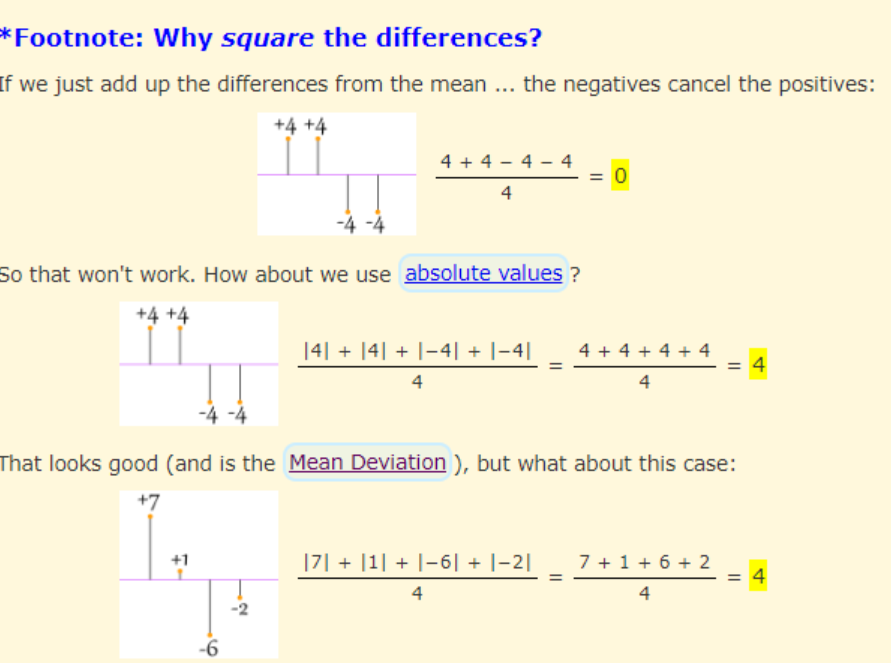 *Footnote: Why square the differences?
If we just add up the differences from the mean ... the negatives cancel the positives:
+4 +4
-4 -4
4 + 4 − 4 − 4
4
= 0
So that won't work. How about we use absolute values ?
+4 +4
-4 -4
|4| + |4| + |−4| + |−4|
4
=
4 + 4 + 4 + 4
4
= 4
That looks good (and is the Mean Deviation ), but what about this case:
+7
+1
-6
-2
|7| + |1| + |−6| + |−2|
4
=
7 + 1 + 6 + 2
4
= 4